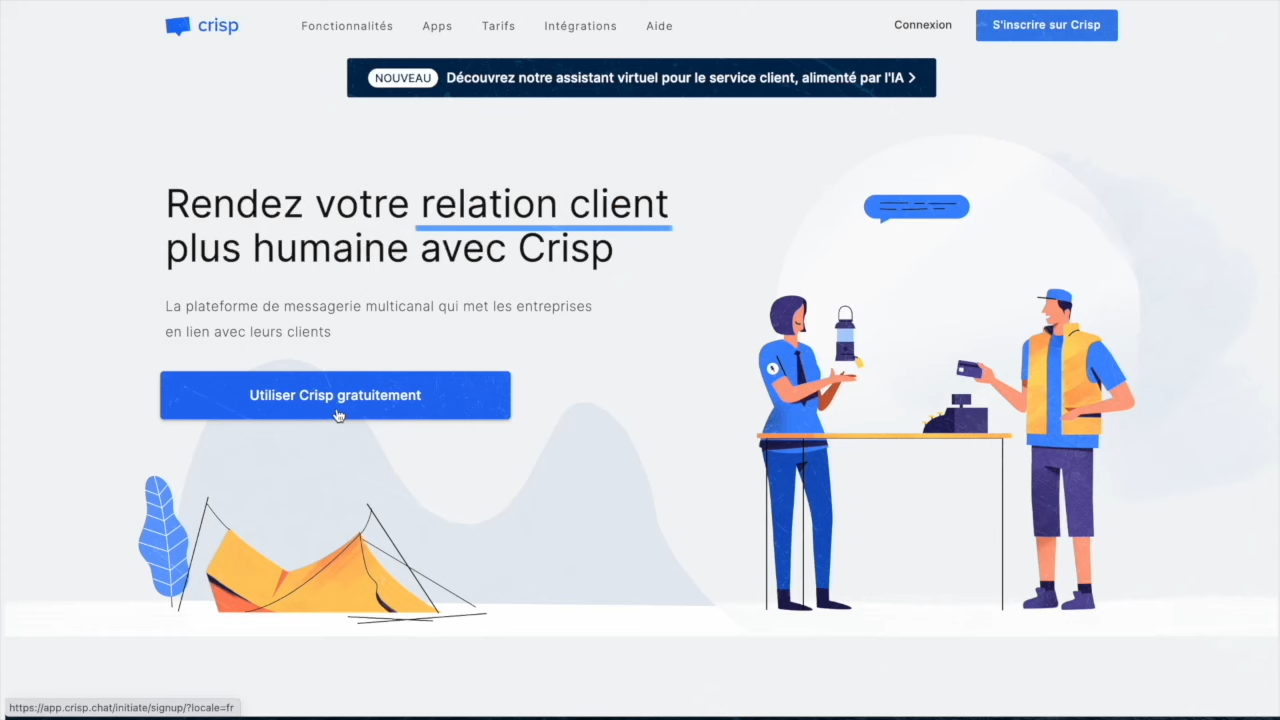 crisp
Fonctionnalités
Apps
Tarifs
Intégrations
Aide
Connexion
S'inscrire sur Crisp
NOUVEAU Découvrez notre assistant virtuel pour le service client, alimenté par l'IA
Rendez votre relation client
plus humaine avec Crisp
La plateforme de messagerie multicanal qui met les entreprises
en lien avec leurs clients
Utiliser Crisp gratuitement
https://app.crisp.chat/initiate/signup/?locale=fr